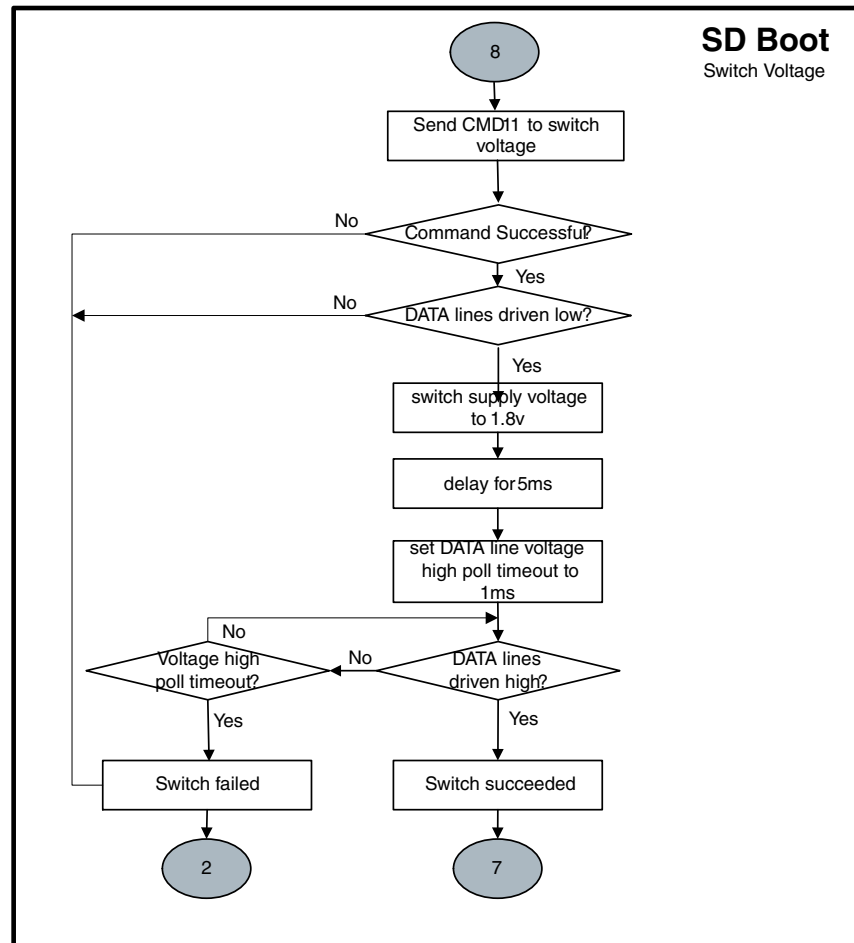 SD Boot
Switch Voltage
8
Send CMD11 to switch
voltage
Command Successful?
No
Yes
DATA lines driven low?
No
Yes
switch supply voltage
to 1.8v
delay for 5ms
set DATA line voltage
high poll timeout to
1ms
No
Voltage high
poll timeout?
No
DATA lines
driven high?
Yes
Yes
Switch failed
Switch succeeded
2
7